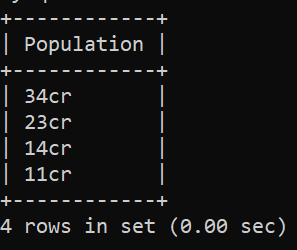 +------------+
| Population |
+------------+
| 34cr       |
| 23cr       |
| 14cr       |
| 11cr       |
+------------+
4 rows in set (0.00 sec)